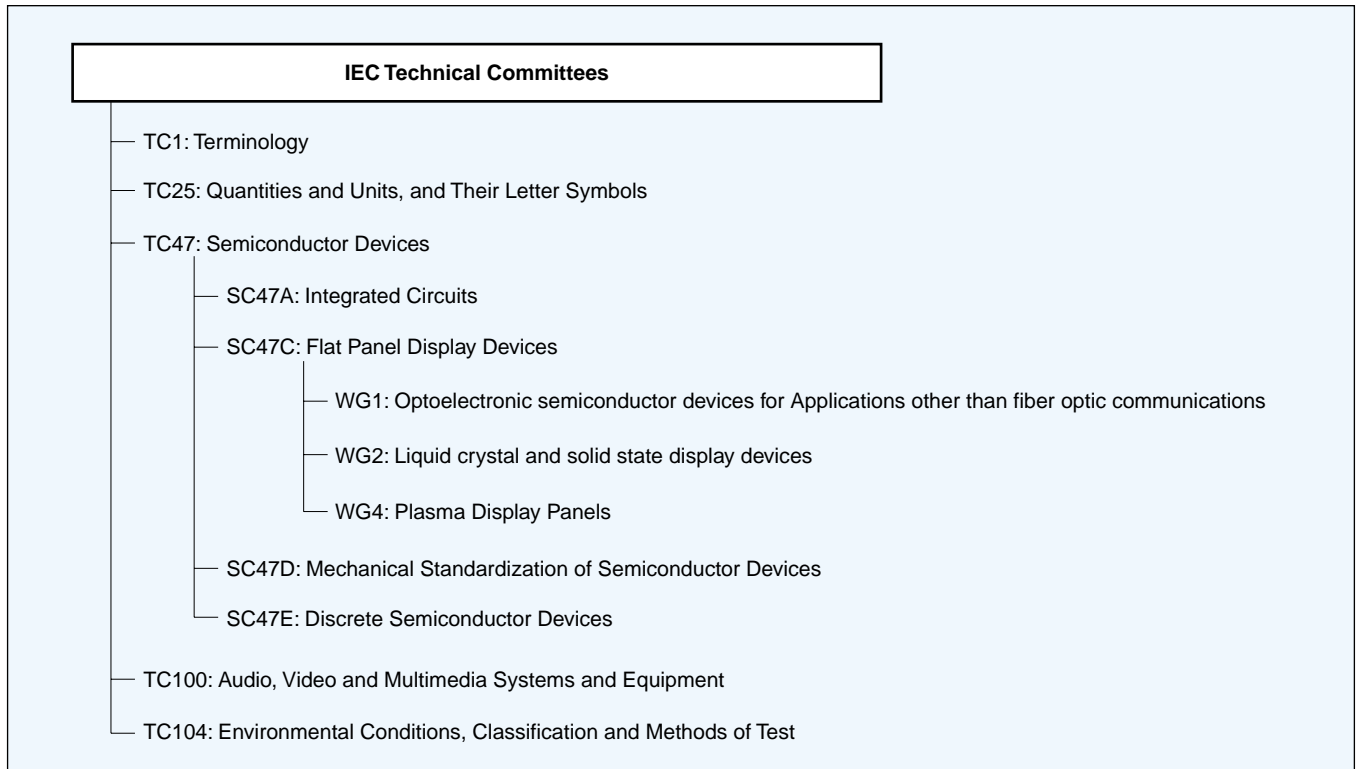 IEC Technical Committees
TC1: Terminology
TC25: Quantities and Units, and Their Letter Symbols
TC47: Semiconductor Devices
SC47A: Integrated Circuits
SC47C: Flat Panel Display Devices
WG1: Optoelectronic semiconductor devices for Applications other than fiber optic communications
WG2: Liquid crystal and solid state display devices
WG4: Plasma Display Panels
SC47D: Mechanical Standardization of Semiconductor Devices
SC47E: Discrete Semiconductor Devices
TC100: Audio, Video and Multimedia Systems and Equipment
TC104: Environmental Conditions, Classification and Methods of Test